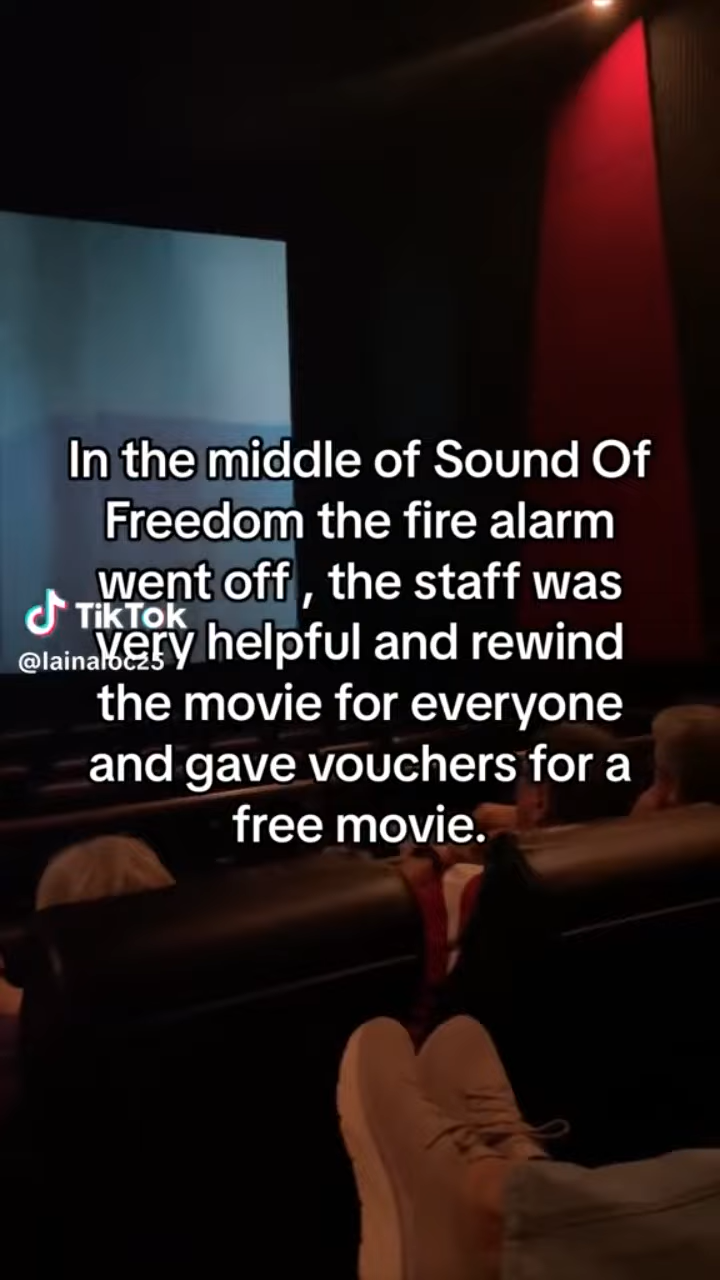 In the middle of Sound Of
Freedom the fire alarm
went off , the staff was
TikTok
very helpful and rewind
@lainaloc25
the movie for everyone
and gave vouchers for a
free movie.